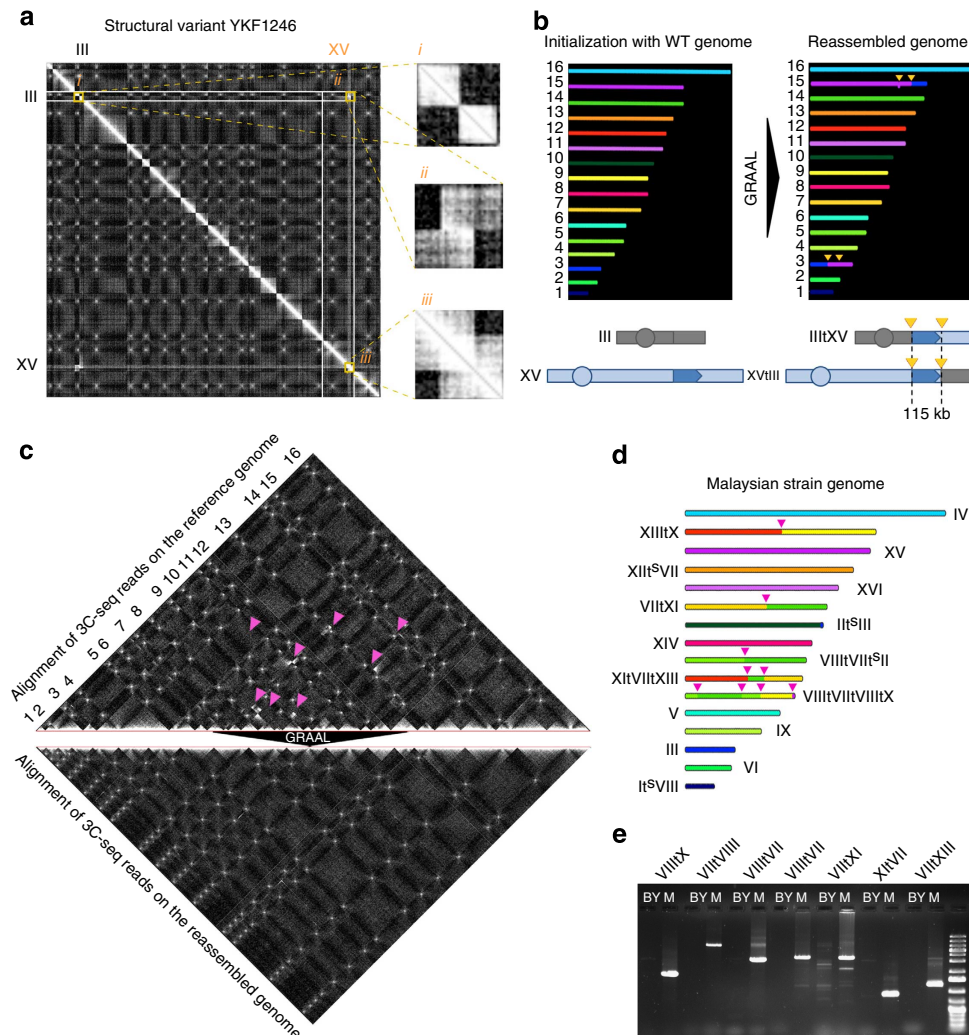 a
Structural variant YKF1246
III
XV
i
ii
III
i
ii
iii
iii
XV
b
Initialization with WT genome
Reassembled genome
16
15
14
13
12
11
10
9
8
7
6
5
4
3
2
1
GRAAL
16
15
14
13
12
11
10
9
8
7
6
5
4
3
2
1
III
IIItXV
XV
XVtIII
115 kb
c
Alignment of 3C-seq reads on the reference genome
1 2 3 4 5 6 7 8 9 10 11 12 13 14 15 16
GRAAL
Alignment of 3C-seq reads on the reassembled genome
d
Malaysian strain genome
IV
XIIItX
XV
XIItSVII
XVI
VIItXI
IItSIII
XIV
VIIItVIItSII
XItVIItXIII
VIIItVIItVIIItX
V
IX
III
VI
ItSVIII
e
VIItX
VIItVIIII
VIIItVII
VIIItVII
VIItXI
XItVII
VIItXIII
BY M BY M BY M BY M BY M BY M BY M